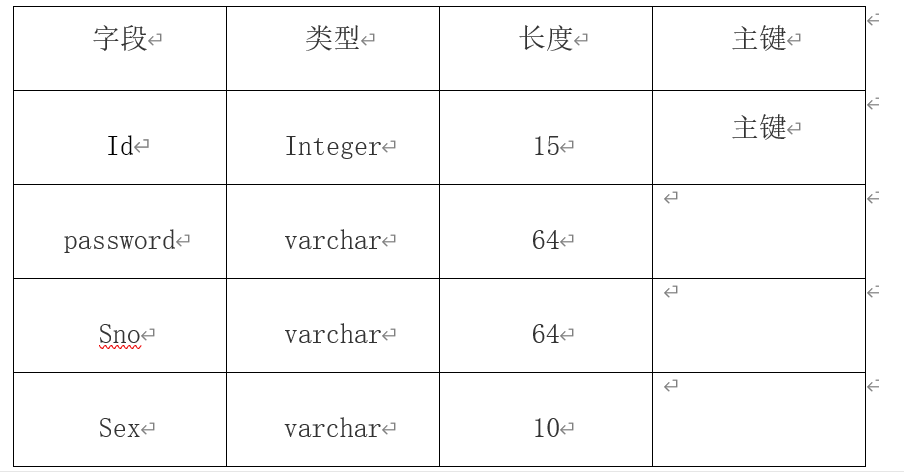 字段 类型 长度 主键
Id Integer 15 主键
password varchar 64
Sno varchar 64
Sex varchar 10